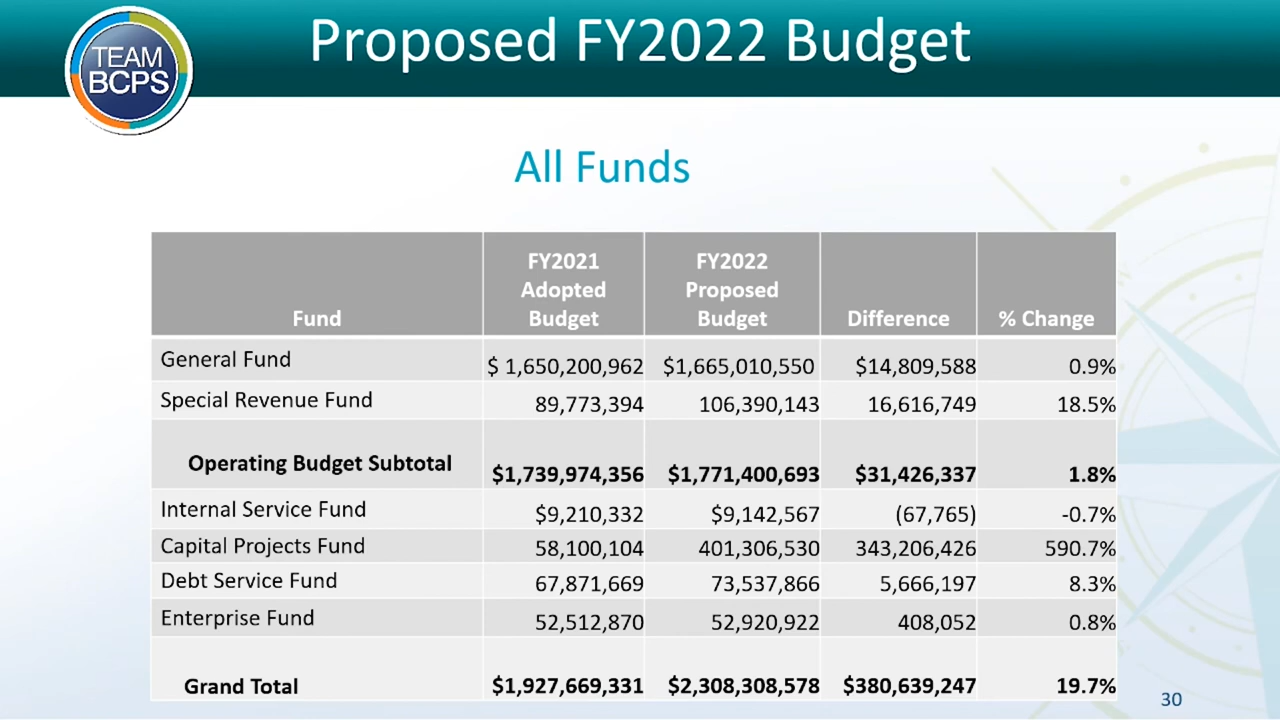 Proposed FY2022 Budget
TEAM
BCPS
All Funds
Fund FY2021 Adopted Budget FY2022 Proposed Budget Difference % Change
General Fund $ 1,650,200,962 $1,665,010,550 $14,809,588 0.9%
Special Revenue Fund 89,773,394 106,390,143 16,616,749 18.5%
Operating Budget Subtotal $1,739,974,356 $1,771,400,693 $31,426,337 1.8%
Internal Service Fund $9,210,332 $9,142,567 (67,765) -0.7%
Capital Projects Fund 58,100,104 401,306,530 343,206,426 590.7%
Debt Service Fund 67,871,669 73,537,866 5,666,197 8.3%
Enterprise Fund 52,512,870 52,920,922 408,052 0.8%
Grand Total $1,927,669,331 $2,308,308,578 $380,639,247 19.7%
30